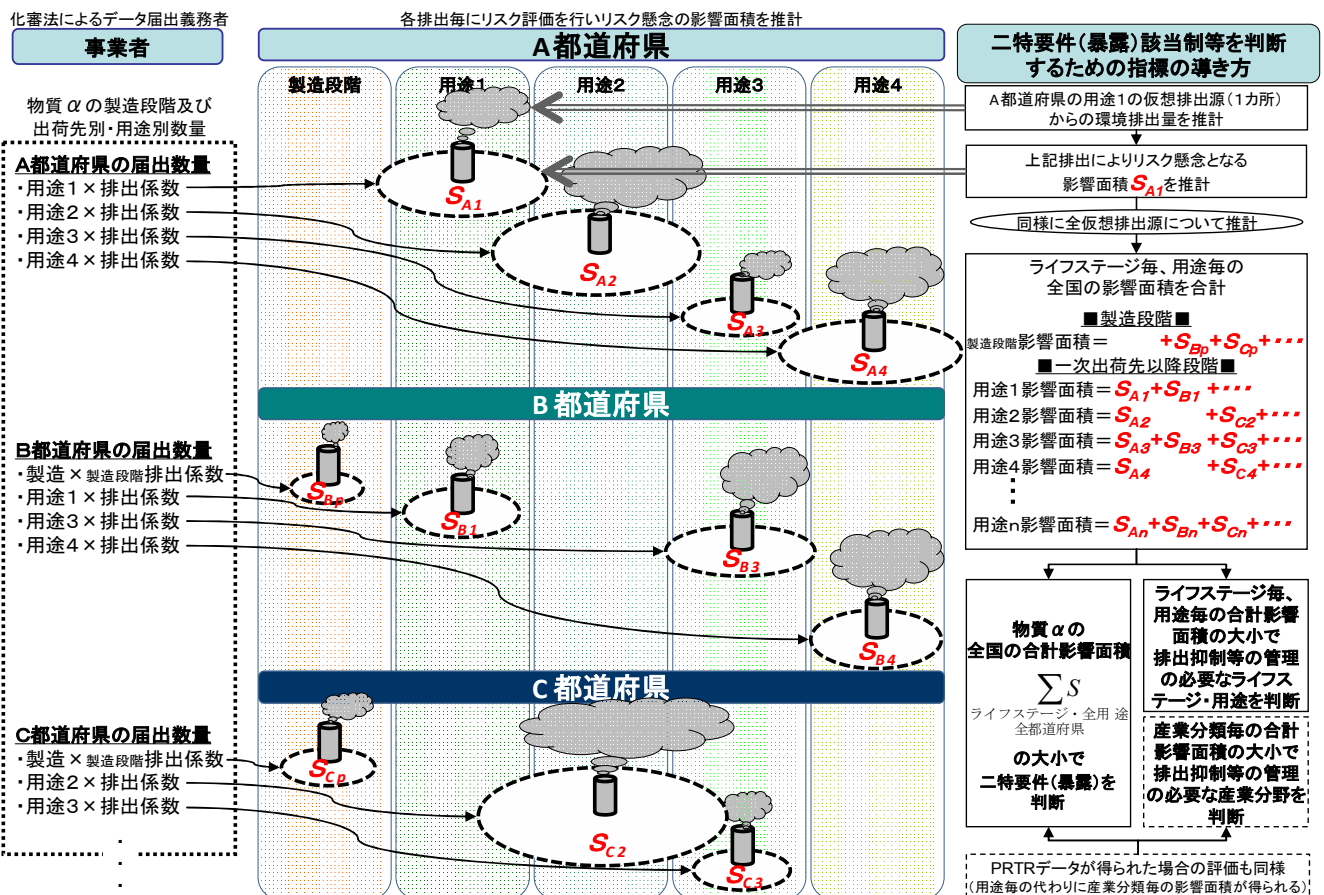 化審法によるデータ届出義務者
事業者
物質αの製造段階及び
出荷先別・用途別数量
A都道府県の届出数量
・用途1×排出係数
・用途2×排出係数
・用途3×排出係数
・用途4×排出係数
B都道府県の届出数量
・製造×製造段階排出係数
・用途1×排出係数
・用途3×排出係数
・用途4×排出係数
C都道府県の届出数量
・製造×製造段階排出係数
・用途2×排出係数
・用途3×排出係数
各排出毎にリスク評価を行いリスク懸念の影響面積を推計
A都道府県
製造段階 用途1 用途2 用途3 用途4
SA1
SA2
SA3
SA4
B都道府県
SBp
SB1
SB3
SB4
C都道府県
SCp
SC2
SC3
二特要件(暴露)該当制等を判断
するための指標の導き方
A都道府県の用途1の仮想排出源(1カ所)
からの環境排出量を推計
上記排出によりリスク懸念となる
影響面積SA1を推計
同様に全仮想排出源について推計
ライフステージ毎、用途毎の
全国の影響面積を合計
■製造段階■
製造段階影響面積= +SBp+SCp+・・・
■一次出荷先以降段階■
用途1影響面積=SA1+SB1 +・・・
用途2影響面積=SA2 +SC2+・・・
用途3影響面積=SA3+SB3 +SC3+・・・
用途4影響面積=SA4 +SC4+・・・
用途n影響面積=SAn+SBn+SCn+・・・
物質αの
全国の合計影響面積
∑S
ライフステージ・全用 途
全都道府県
の大小で
二特要件(暴露)を
判断
ライフステージ毎、
用途毎の合計影響
面積の大小で
排出抑制等の管理
の必要なライフス
テージ・用途を判断
産業分類毎の合計
影響面積の大小で
排出抑制等の管理
の必要な産業分野を
判断
PRTRデータが得られた場合の評価も同様
(用途毎の代わりに産業分類毎の影響面積が得られる)